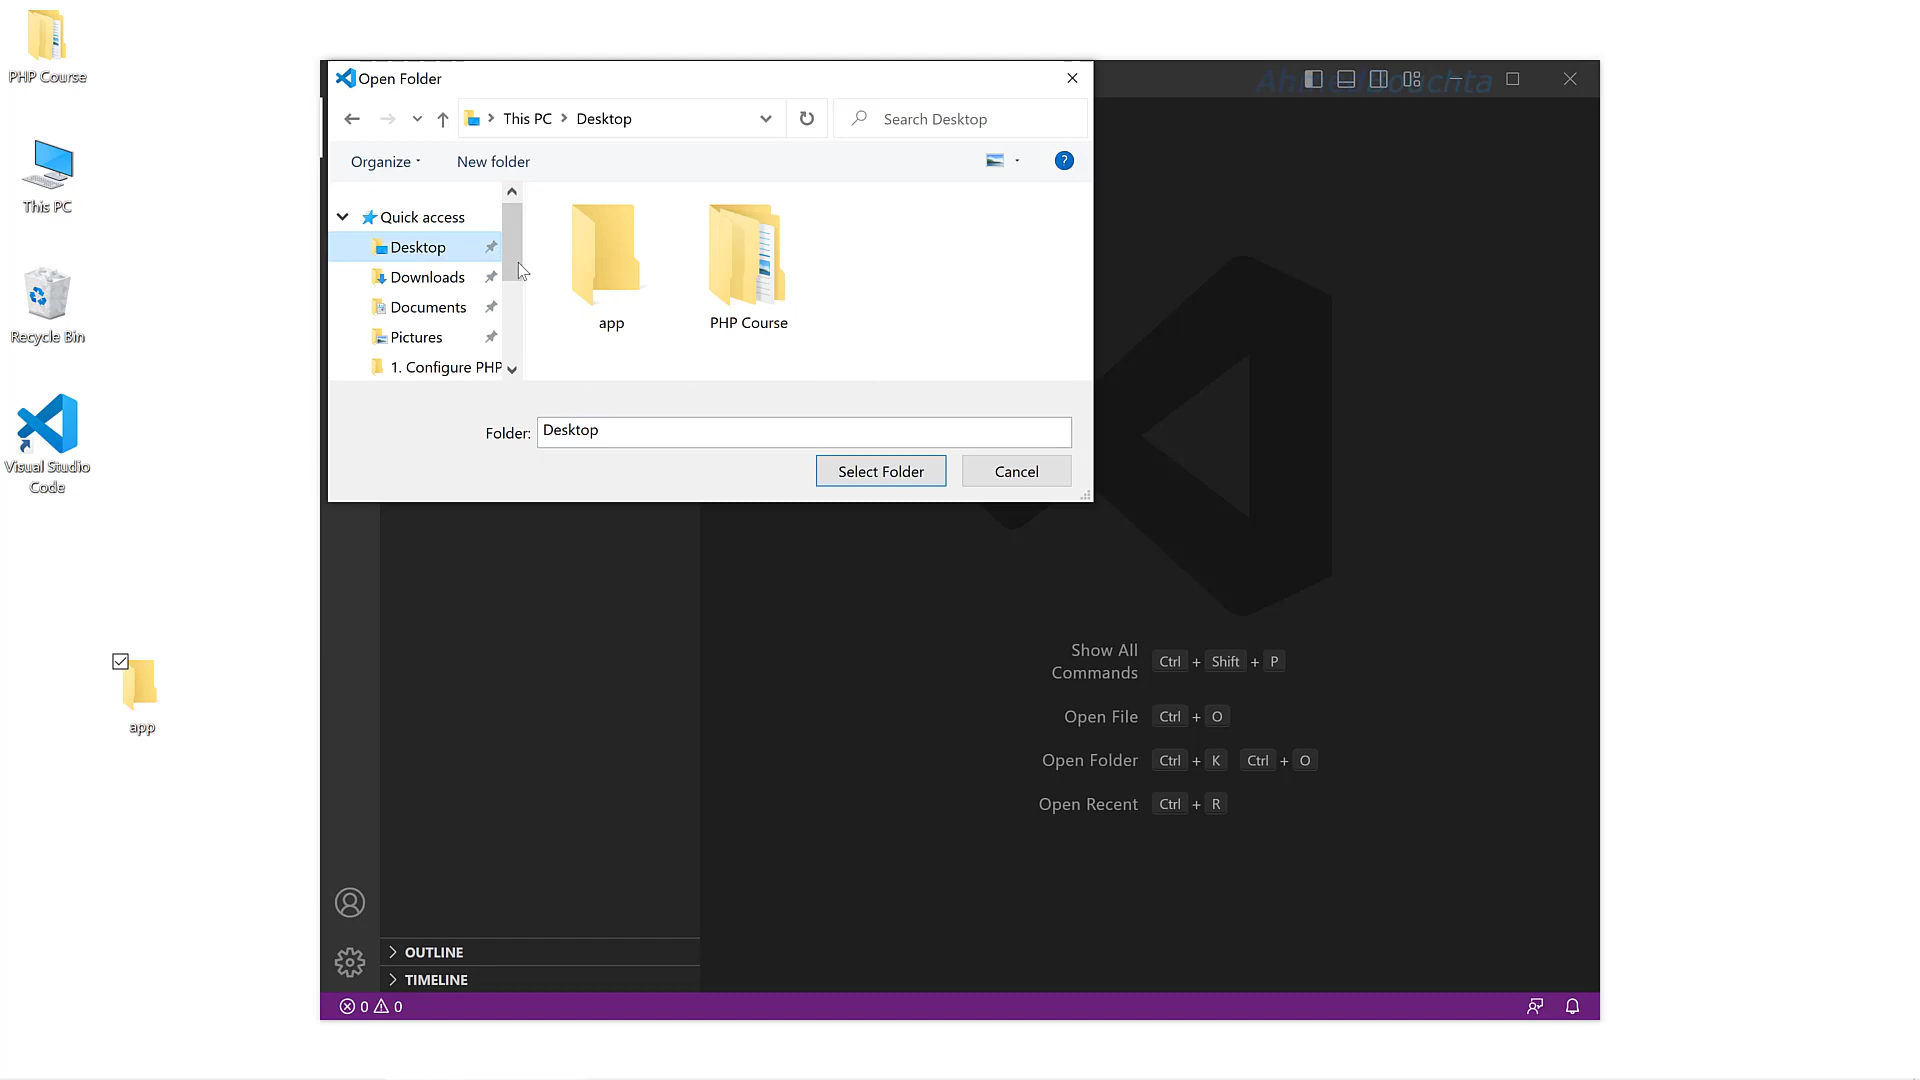 PHP Course
This PC
Recycle Bin
Visual Studio
Code
app
Open Folder
This PC
Desktop
Search Desktop
Organize
New folder
?
Quick access
Desktop
Downloads
Documents
Pictures
1. Configure PHP
app
PHP Course
Folder:
Desktop
Select Folder
Cancel
Show All
Commands
Ctrl + Shift + P
Open File
Ctrl + O
Open Folder
Ctrl + K Ctrl + O
Open Recent
Ctrl + R
OUTLINE
TIMELINE
0
0